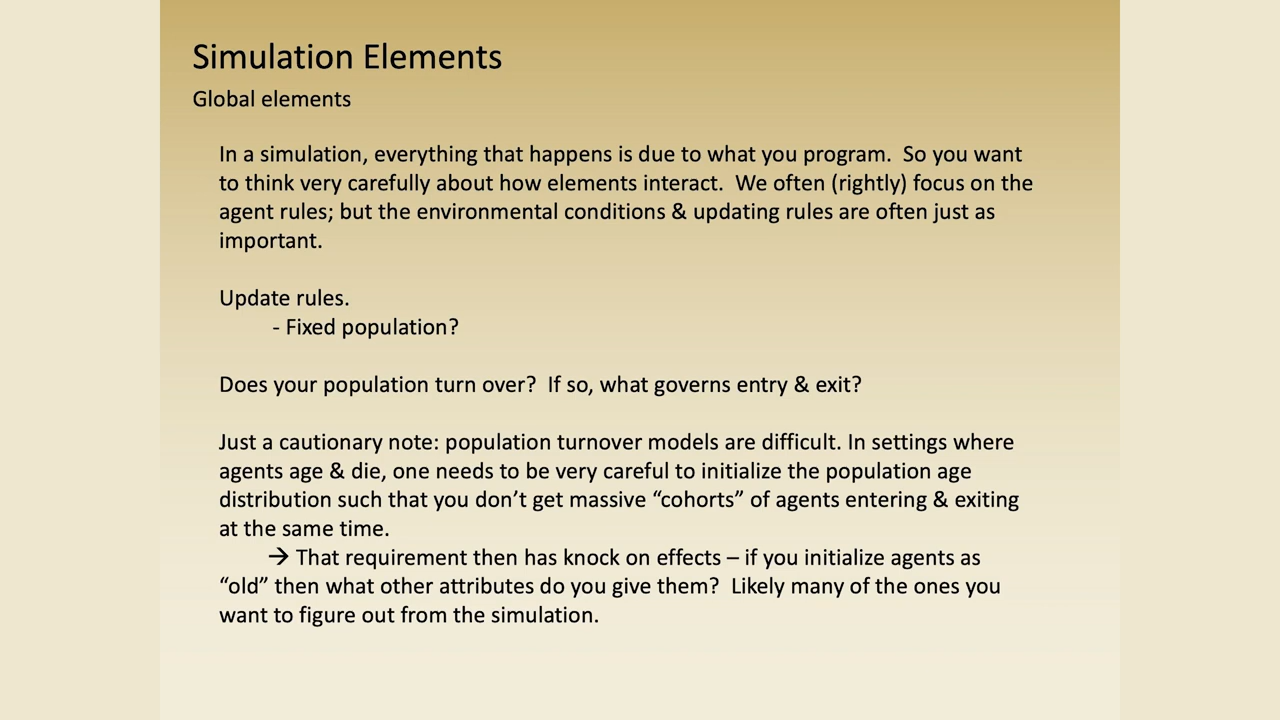 Simulation Elements
Global elements
In a simulation, everything that happens is due to what you program.  So you want
to think very carefully about how elements interact.  We often (rightly) focus on the
agent rules; but the environmental conditions & updating rules are often just as
important.
Update rules.
- Fixed population?
Does your population turn over?  If so, what governs entry & exit?
Just a cautionary note: population turnover models are difficult. In settings where
agents age & die, one needs to be very careful to initialize the population age
distribution such that you don’t get massive “cohorts” of agents entering & exiting
at the same time.
→ That requirement then has knock on effects – if you initialize agents as
“old” then what other attributes do you give them?  Likely many of the ones you
want to figure out from the simulation.